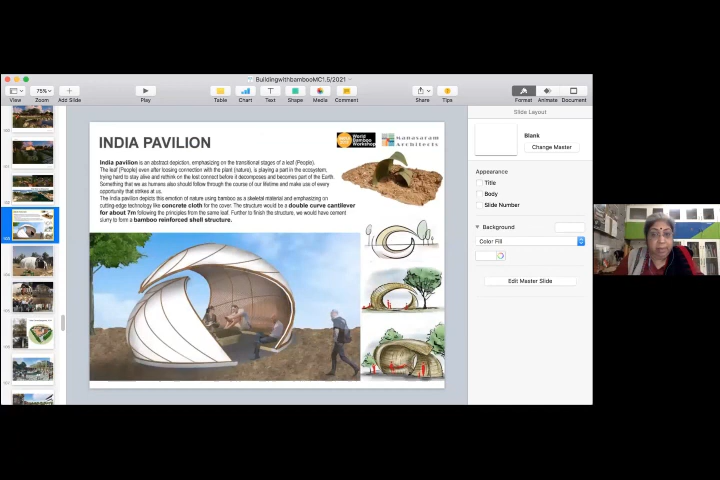 BuildingwithbambooMC1.5/2021
75%
View
Zoom
Add Slide
Play
Table
Chart
Text
Shape
Media
Comment
Share
Tips
Format
Animate
Document
Slide Layout
Blank
Change Master
Appearance
Title
Body
Slide Number
Background
Color Fill
Edit Master Slide
INDIA PAVILION
World
Bamboo
Workshop
Manasaram
Architects
India pavilion is an abstract depiction, emphasizing on the transitional stages of a leaf (People).
The leaf (People) even after loosing connection with the plant (nature), is playing a part in the ecosystem,
trying hard to stay alive and rethink on the lost connect before it decomposes and becomes part of the Earth.
Something that we as humans also should follow through the course of our lifetime and make use of every
opportunity that strikes at us.
The India pavilion depicts this emotion of nature using bamboo as a skeletal material and emphasizing on
cutting edge technology like concrete cloth for the cover. The structure would be a double curve cantilever
for about 7m following the principles from the same leaf. Further to finish the structure, we would have cement
slurry to form a bamboo reinforced shell structure.